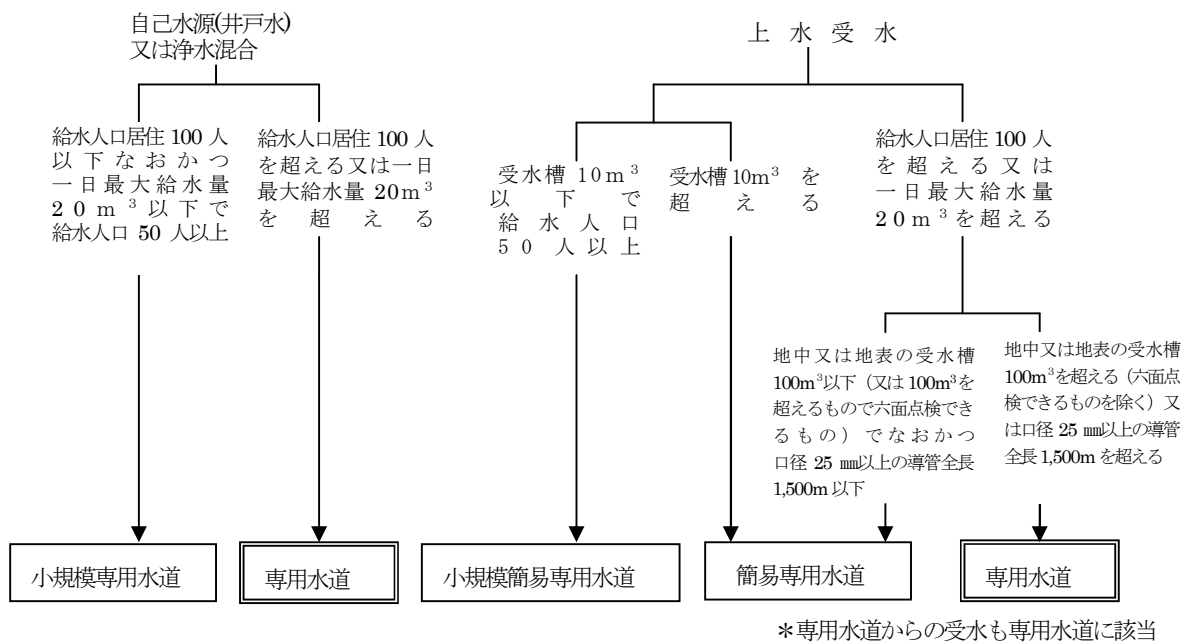 自己水源(井戸水)
又は浄水混合
上水受水
給水人口居住 100 人
以下なおかつ
一日最大給水量
20m³以下で
給水人口 50 人以上
給水人口居住 100 人
を超える又は一日
最大給水量 20m³
を超える
受水槽 10m³
以下で
給水人口
50人以上
受水槽 10m³ を
超える
給水人口居住 100 人
を超える又は
一日最大給水量
20m³を超える
地中又は地表の受水槽
100m³以下（又は 100m³を
超えるもので六面点検でき
るもの）でなおかつ
口径 25 ㎜以上の導管全長
1,500m 以下
地中又は地表の受水槽
100m³を超える（六面点
検できるものを除く）又
は口径 25 ㎜以上の導管
全長 1,500m を超える
小規模専用水道
専用水道
小規模簡易専用水道
簡易専用水道
専用水道
＊専用水道からの受水も専用水道に該当